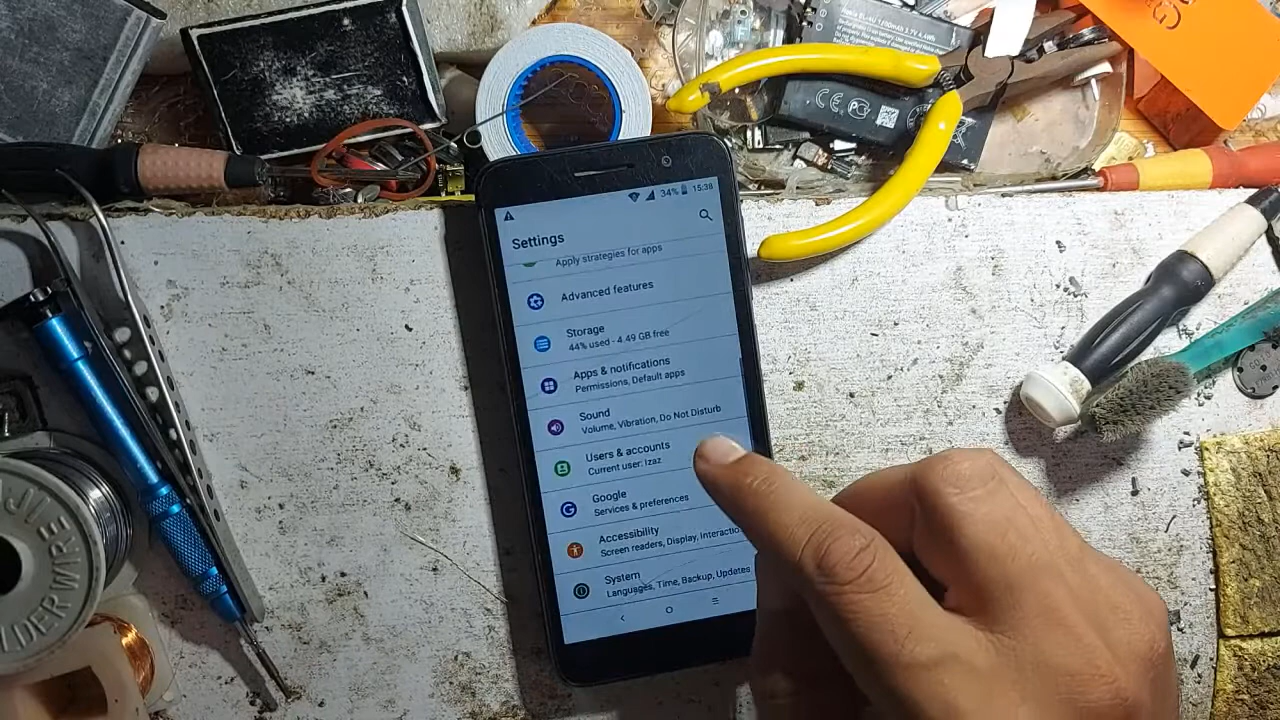 34% 15:38
Settings
Apply strategies for apps
Advanced features
Storage
44% used - 4.49 GB free
Apps & notifications
Permissions, Default apps
Sound
Volume, Vibration, Do Not Disturb
Users & accounts
Current user: Izaz
Google
Services & preferences
Accessibility
Screen readers, Display, Interactio
System
Languages, Time, Backup, Updates
CE